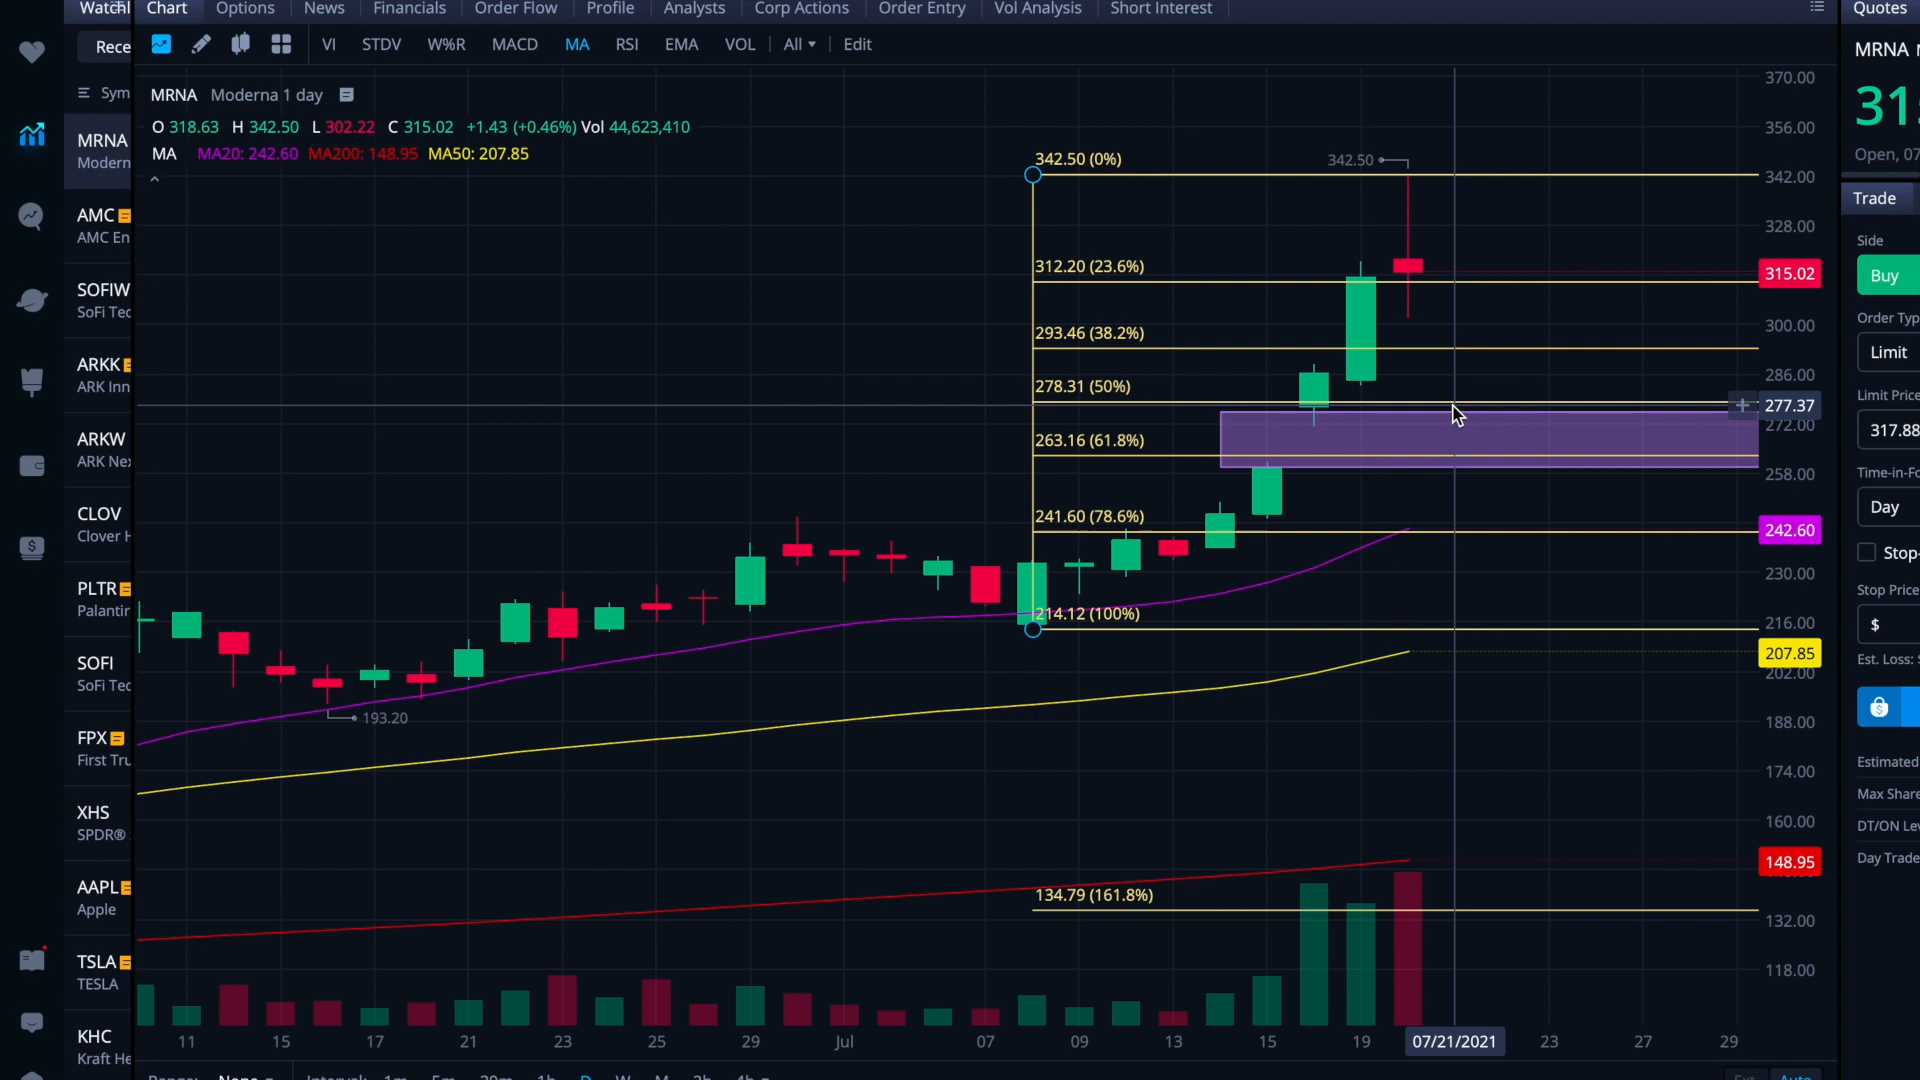 Chart Options News Financials Order Flow Profile Analysts Corp Actions Order Entry Vol Analysis Short Interest
Quotes
VI STDV W%R MACD MA RSI EMA VOL All Edit
MRNA Moderna 1 day
O 318.63 H 342.50 L 302.22 C 315.02 +1.43 (+0.46%) Vol 44,623,410
MA MA20: 242.60 MA200: 148.95 MA50: 207.85
Rece
Sym
MRNA
Modern
AMC
AMC En
SOFIW
SoFi Tec
ARKK
ARK Inn
ARKW
ARK Nex
CLOV
Clover H
PLTR
Palantir
SOFI
SoFi Tec
FPX
First Tru
XHS
SPDR®
AAPL
Apple
TSLA
TESLA
KHC
Kraft He
342.50 (0%)
342.50
312.20 (23.6%)
293.46 (38.2%)
278.31 (50%)
263.16 (61.8%)
241.60 (78.6%)
214.12 (100%)
193.20
134.79 (161.8%)
370.00
356.00
342.00
328.00
315.02
300.00
286.00
277.37
272.00
258.00
242.60
230.00
216.00
207.85
202.00
188.00
174.00
160.00
148.95
132.00
118.00
11 15 17 21 23 25 29 Jul 07 09 13 15 19 07/21/2021 23 27 29
MRNA
31
Open, 07
Trade
Side
Buy
Order Typ
Limit
Limit Price
317.88
Time-in-Fo
Day
Stop-
Stop Price
$
Est. Loss:
Estimated
Max Share
DT/ON Lev
Day Trade